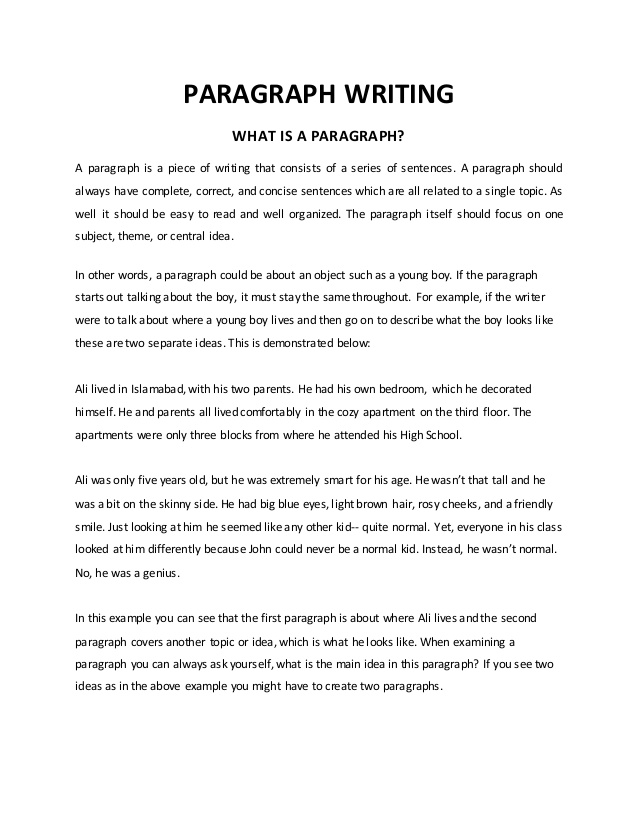 PARAGRAPH WRITING
WHAT IS A PARAGRAPH?
A paragraph is a piece of writing that consists of a series of sentences. A paragraph should
always have complete, correct, and concise sentences which are all related to a single topic. As
well it should be easy to read and well organized. The paragraph itself should focus on one
subject, theme, or central idea.
In other words, a paragraph could be about an object such as a young boy. If the paragraph
starts out talking about the boy, it must stay the same throughout. For example, if the writer
were to talk about where a young boy lives and then go on to describe what the boy looks like
these are two separate ideas. This is demonstrated below:
Ali lived in Islamabad, with his two parents. He had his own bedroom, which he decorated
himself. He and parents all lived comfortably in the cozy apartment on the third floor. The
apartments were only three blocks from where he attended his High School.
Ali was only five years old, but he was extremely smart for his age. He wasn't that tall and he
was a bit on the skinny side. He had big blue eyes, light brown hair, rosy cheeks, and a friendly
smile. Just looking at him he seemed like any other kid-- quite normal. Yet, everyone in his class
looked at him differently because John could never be a normal kid. Instead, he wasn't normal.
No, he was a genius.
In this example you can see that the first paragraph is about where Ali lives and the second
paragraph covers another topic or idea, which is what he looks like. When examining a
paragraph you can always ask yourself, what is the main idea in this paragraph? If you see two
ideas as in the above example you might have to create two paragraphs.